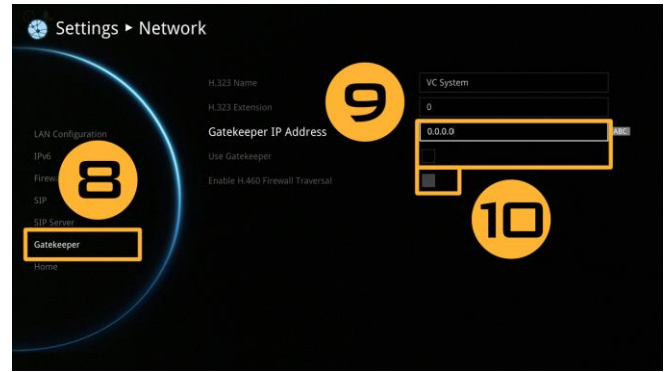 Settings ▸ Network
H.323 Name
VC System
H.323 Extension
0
9
Gatekeeper IP Address
0.0.0.0
ABC
Use Gatekeeper
Enable H.460 Firewall Traversal
10
LAN Configuration
IPv6
Firew
8
SIP
SIP Server
Gatekeeper
Home